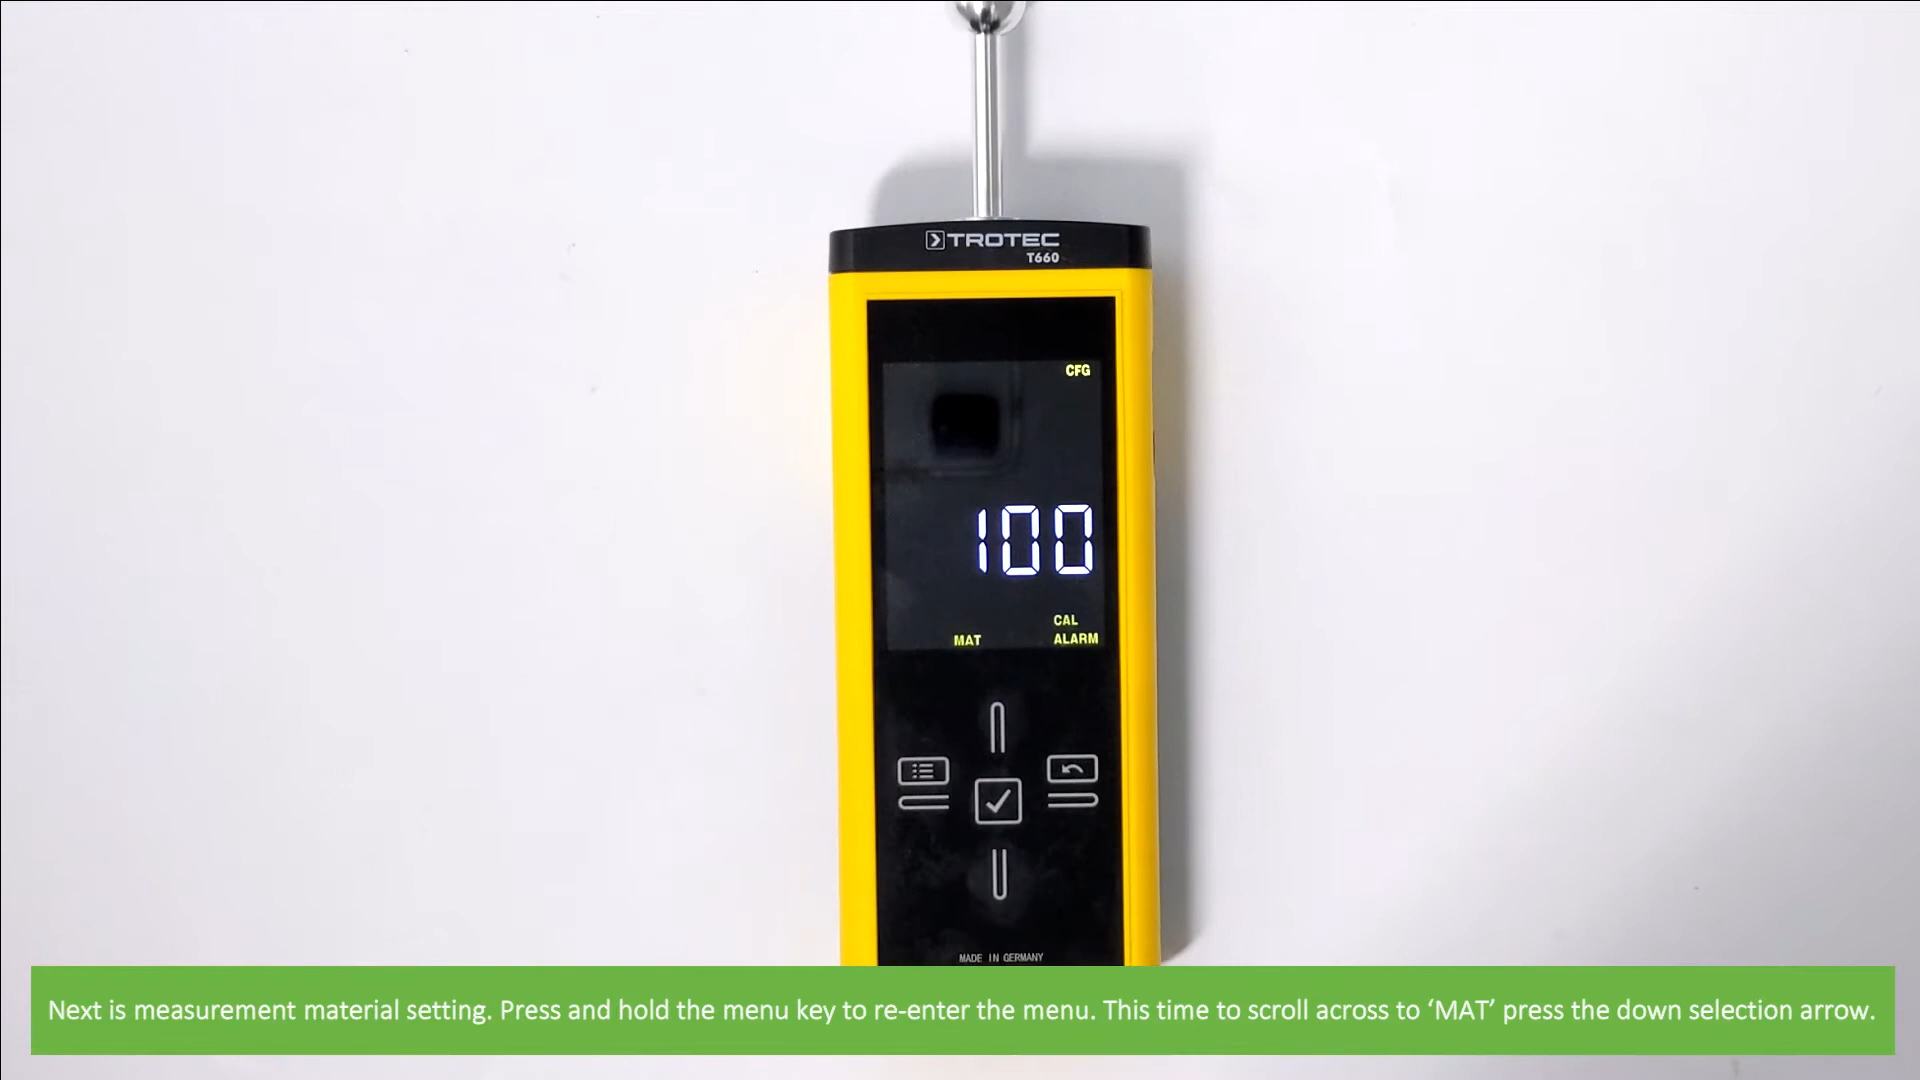 TROTEC
T660
CFG
100
CAL
MAT ALARM
MADE IN GERMANY
Next is measurement material setting. Press and hold the menu key to re-enter the menu. This time to scroll across to ‘MAT’ press the down selection arrow.